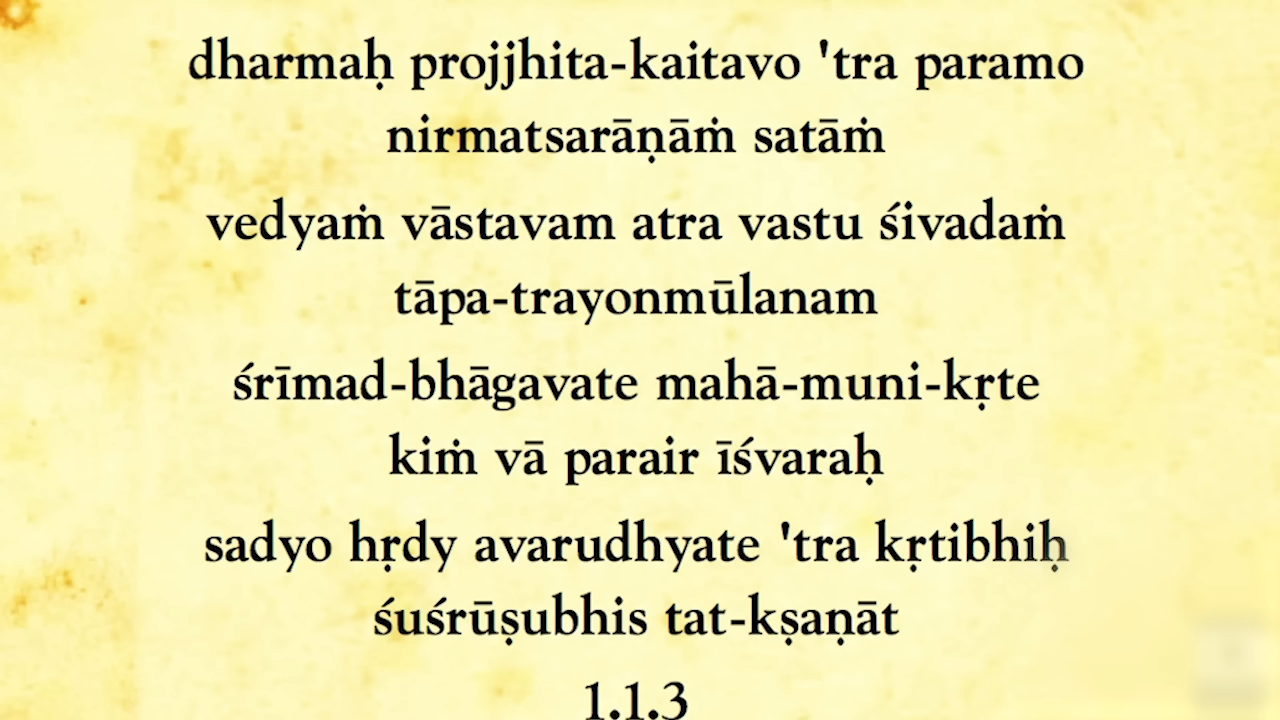 dharmaḥ projjhita-kaitavo 'tra paramo
nirmatsarāṇāṁ satāṁ
vedyaṁ vāstavam atra vastu śivadaṁ
tāpa-trayonmūlanam
śrīmad-bhāgavate mahā-muni-kṛte
kiṁ vā parair īśvaraḥ
sadyo hṛdy avarudhyate 'tra kṛtibhiḥ
śuśrūṣubhis tat-kṣaṇāt
1.1.3